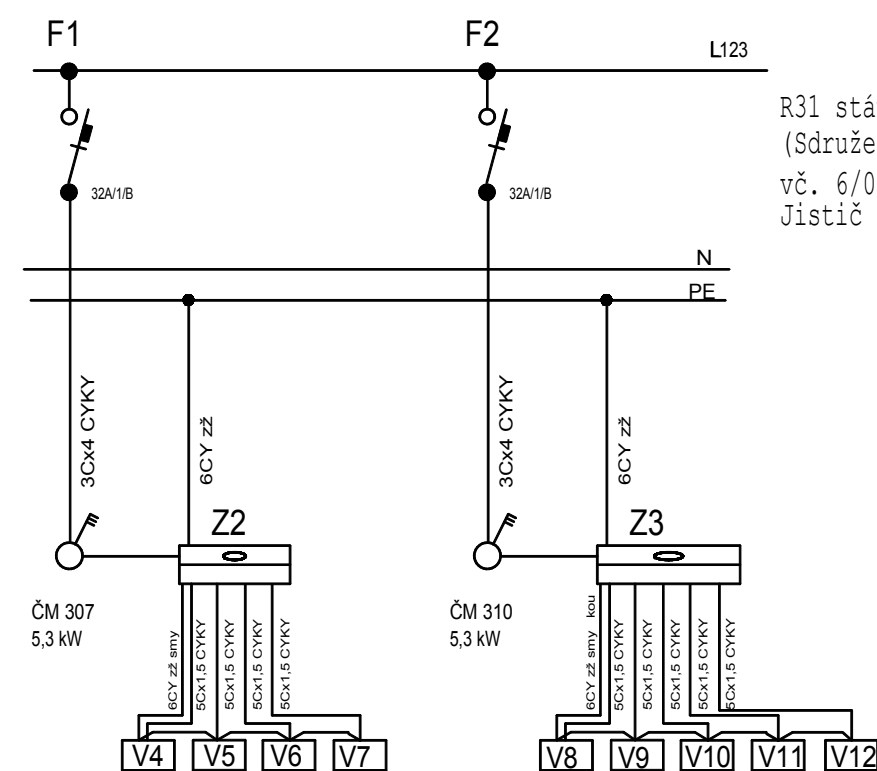 F1
F2
L123
R31 stá
(Sdruže
vč. 6/0
Jistič
32A/1/B
32A/1/B
N
PE
3Cx4 CYKY
6CY zž
3Cx4 CYKY
6CY zž
Z2
Z3
ČM 307
5,3 kW
ČM 310
5,3 kW
6CY zž smy
5Cx1,5 CYKY
5Cx1,5 CYKY
5Cx1,5 CYKY
5Cx1,5 CYKY
6CY zž smy kou
5Cx1,5 CYKY
5Cx1,5 CYKY
5Cx1,5 CYKY
5Cx1,5 CYKY
V4 V5 V6 V7
V8 V9 V10 V11 V12